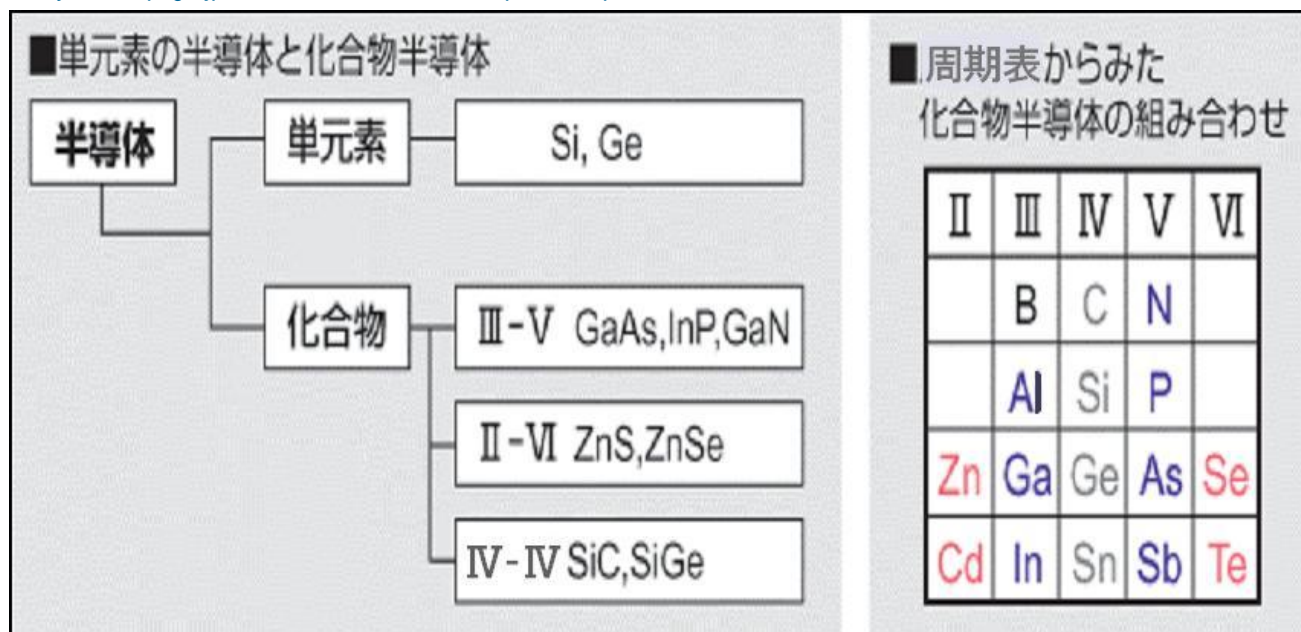 ■単元素の半導体と化合物半導体
半導体
単元素
Si, Ge
化合物
Ⅲ-Ⅴ GaAs,InP,GaN
Ⅱ-Ⅵ ZnS,ZnSe
Ⅳ-Ⅳ SiC,SiGe
■周期表からみた
化合物半導体の組み合わせ
Ⅱ Ⅲ Ⅳ Ⅴ Ⅵ
B C N
Al Si P
Zn Ga Ge As Se
Cd In Sn Sb Te